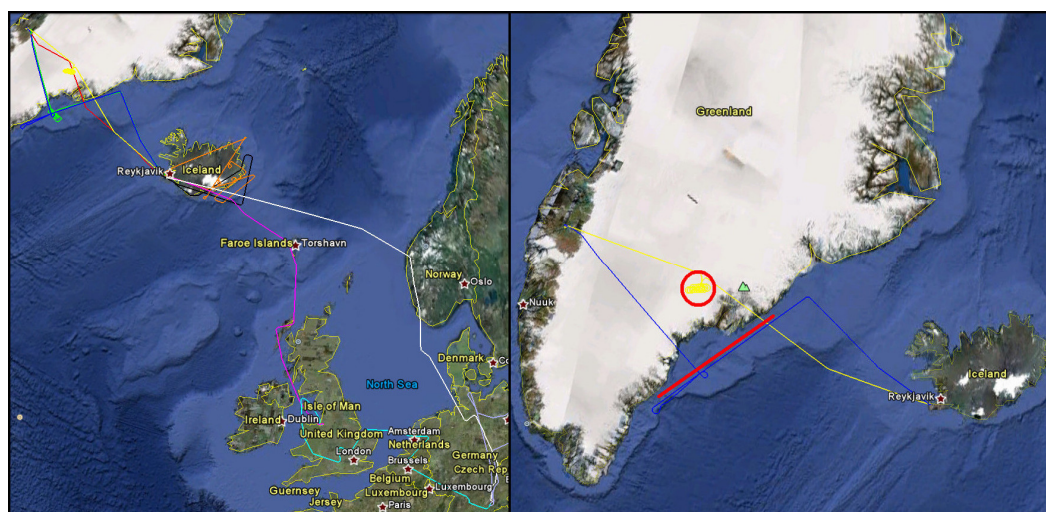 Reykjavik
Iceland
Faroe Islands
Torshavn
Norway
Oslo
Denmark
North Sea
Isle of Man
Ireland
Dublin
United Kingdom
Amsterdam
Netherlands
London
Brussels
Germany
Belgium
Czech Rep
Guernsey
Luxembourg
Luxembourg
Jersey
Paris
Greenland
Nuuk
Iceland
Reykjavik